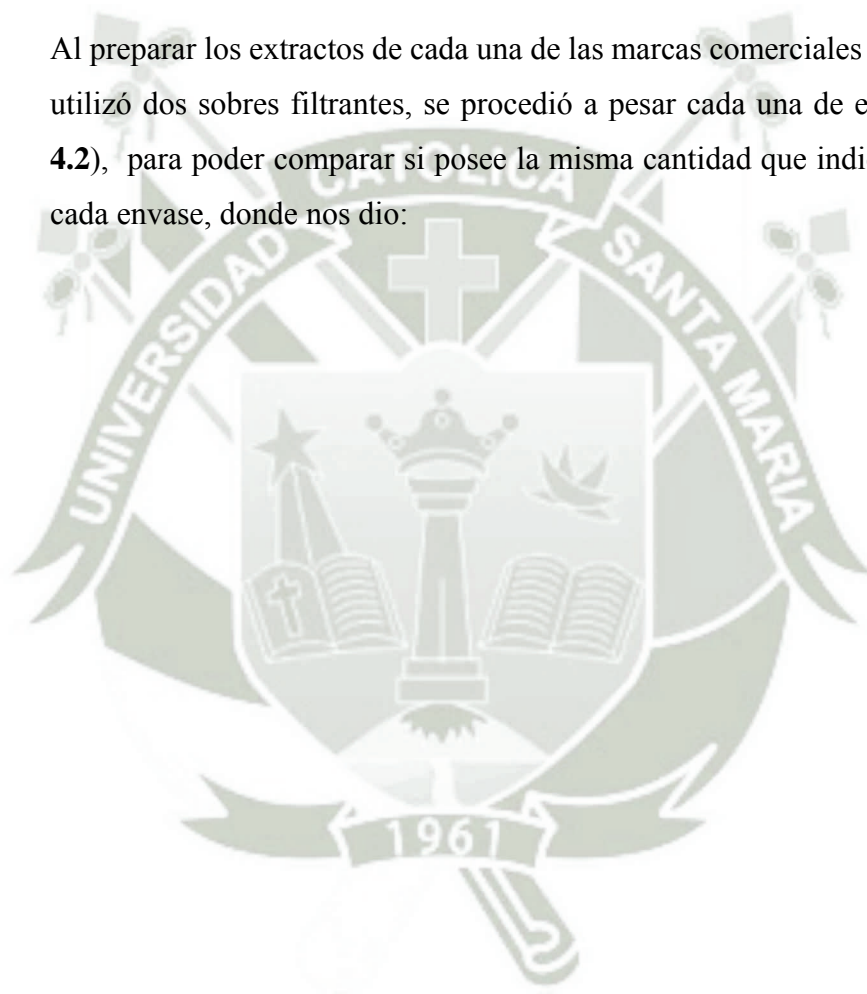 Al preparar los extractos de cada una de las marcas comerciales
utilizó dos sobres filtrantes, se procedió a pesar cada una de e
4.2), para poder comparar si posee la misma cantidad que indi
cada envase, donde nos dio:
UNIVERSIDAD CATOLICA SANTA MARIA
1961